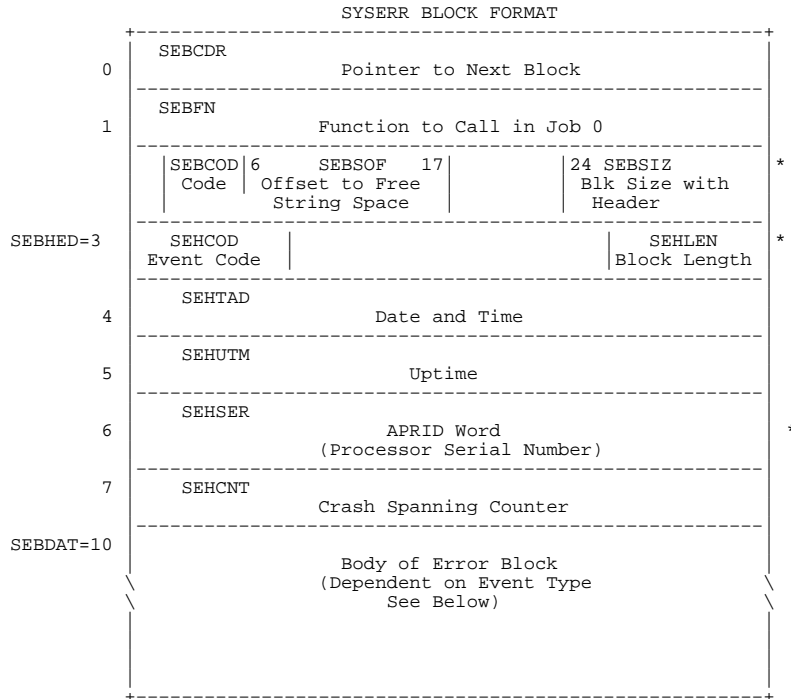 SYSERR BLOCK FORMAT
SEBCDR
0 Pointer to Next Block
SEBFN
1 Function to Call in Job 0
SEBCOD 6 SEBSOF 17 24 SEBSIZ *
Code Offset to Free Blk Size with
String Space Header
SEBHED=3 SEHCOD SEHLEN *
Event Code Block Length
SEHTAD
4 Date and Time
SEHUTM
5 Uptime
SEHSER
6 APRID Word *
(Processor Serial Number)
7 SEHCNT
Crash Spanning Counter
SEBDAT=10
Body of Error Block
(Dependent on Event Type
See Below)